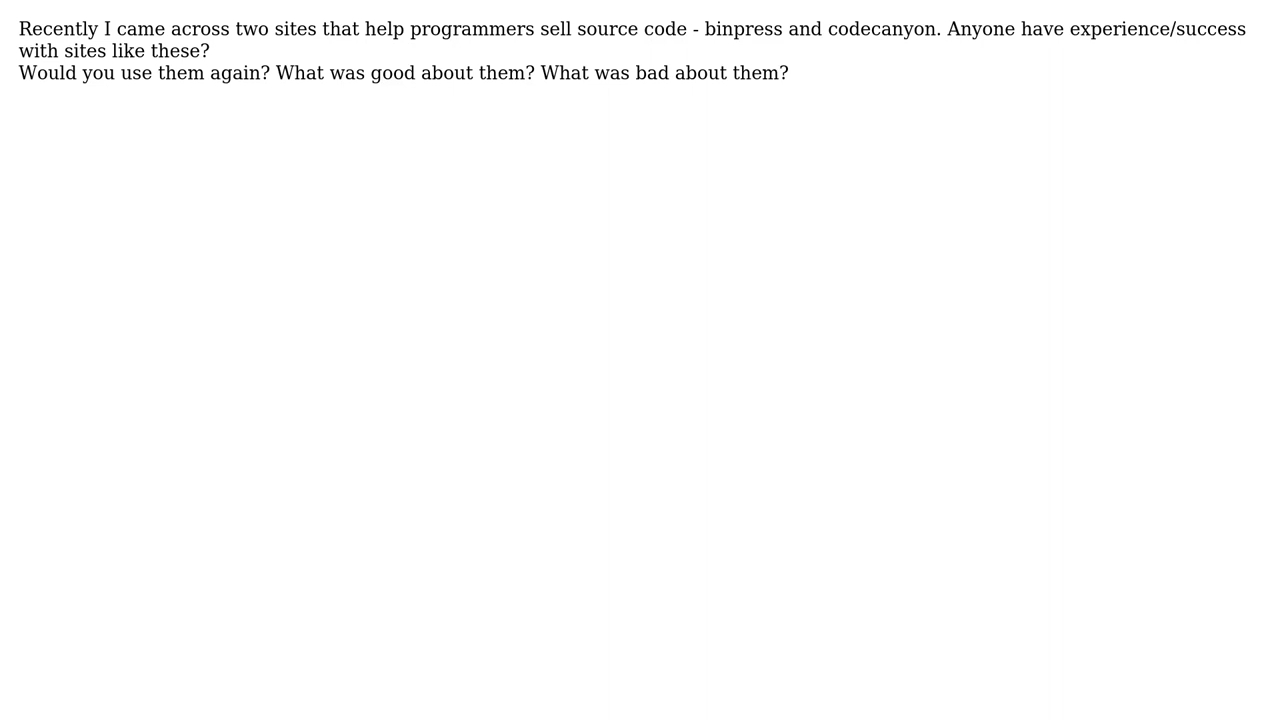 Recently I came across two sites that help programmers sell source code - binpress and codecanyon. Anyone have experience/success
with sites like these?
Would you use them again? What was good about them? What was bad about them?